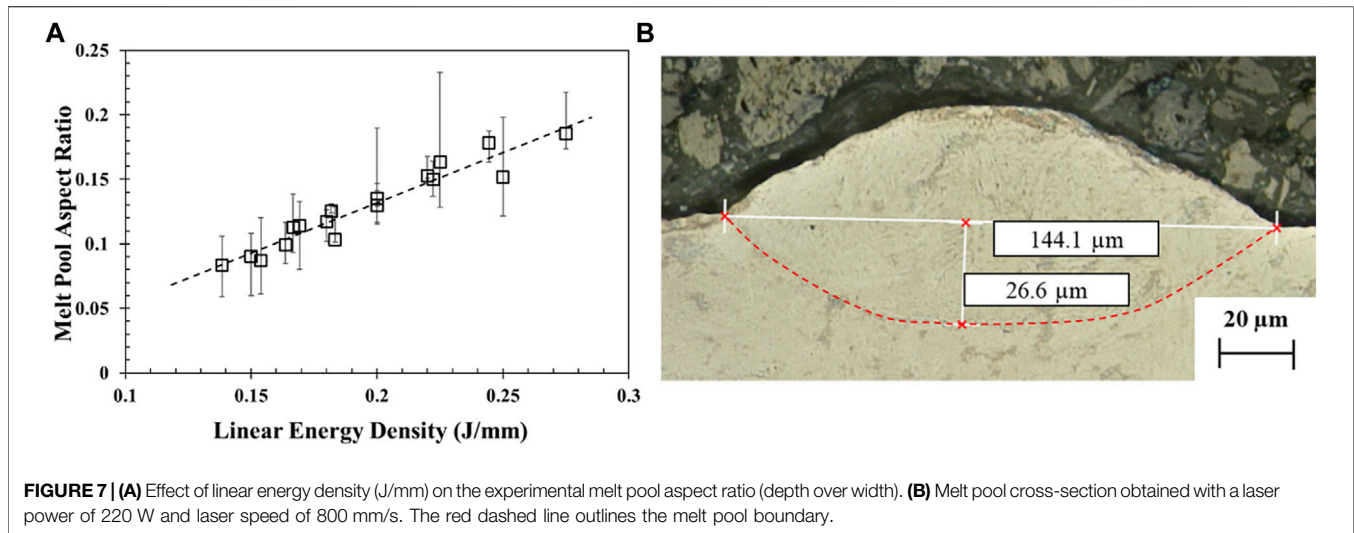 A
B
0.25
0.2
0.15
0.1
0.05
0
Melt Pool Aspect Ratio
0.1 0.15 0.2 0.25 0.3
Linear Energy Density (J/mm)
144.1 µm
26.6 µm
20 µm
FIGURE 7 | (A) Effect of linear energy density (J/mm) on the experimental melt pool aspect ratio (depth over width). (B) Melt pool cross-section obtained with a laser
power of 220 W and laser speed of 800 mm/s. The red dashed line outlines the melt pool boundary.